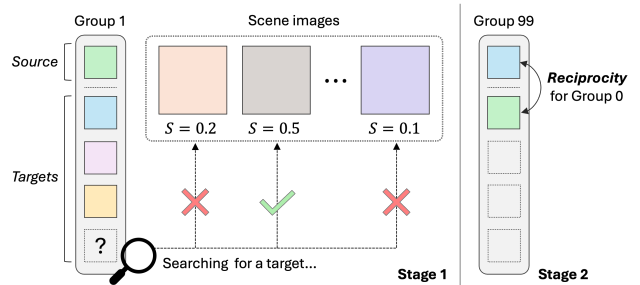 Group 1
Scene images
Group 99
Source
Targets
S = 0.2
S = 0.5
...
S = 0.1
?
Searching for a target...
Stage 1
Reciprocity
for Group 0
Stage 2